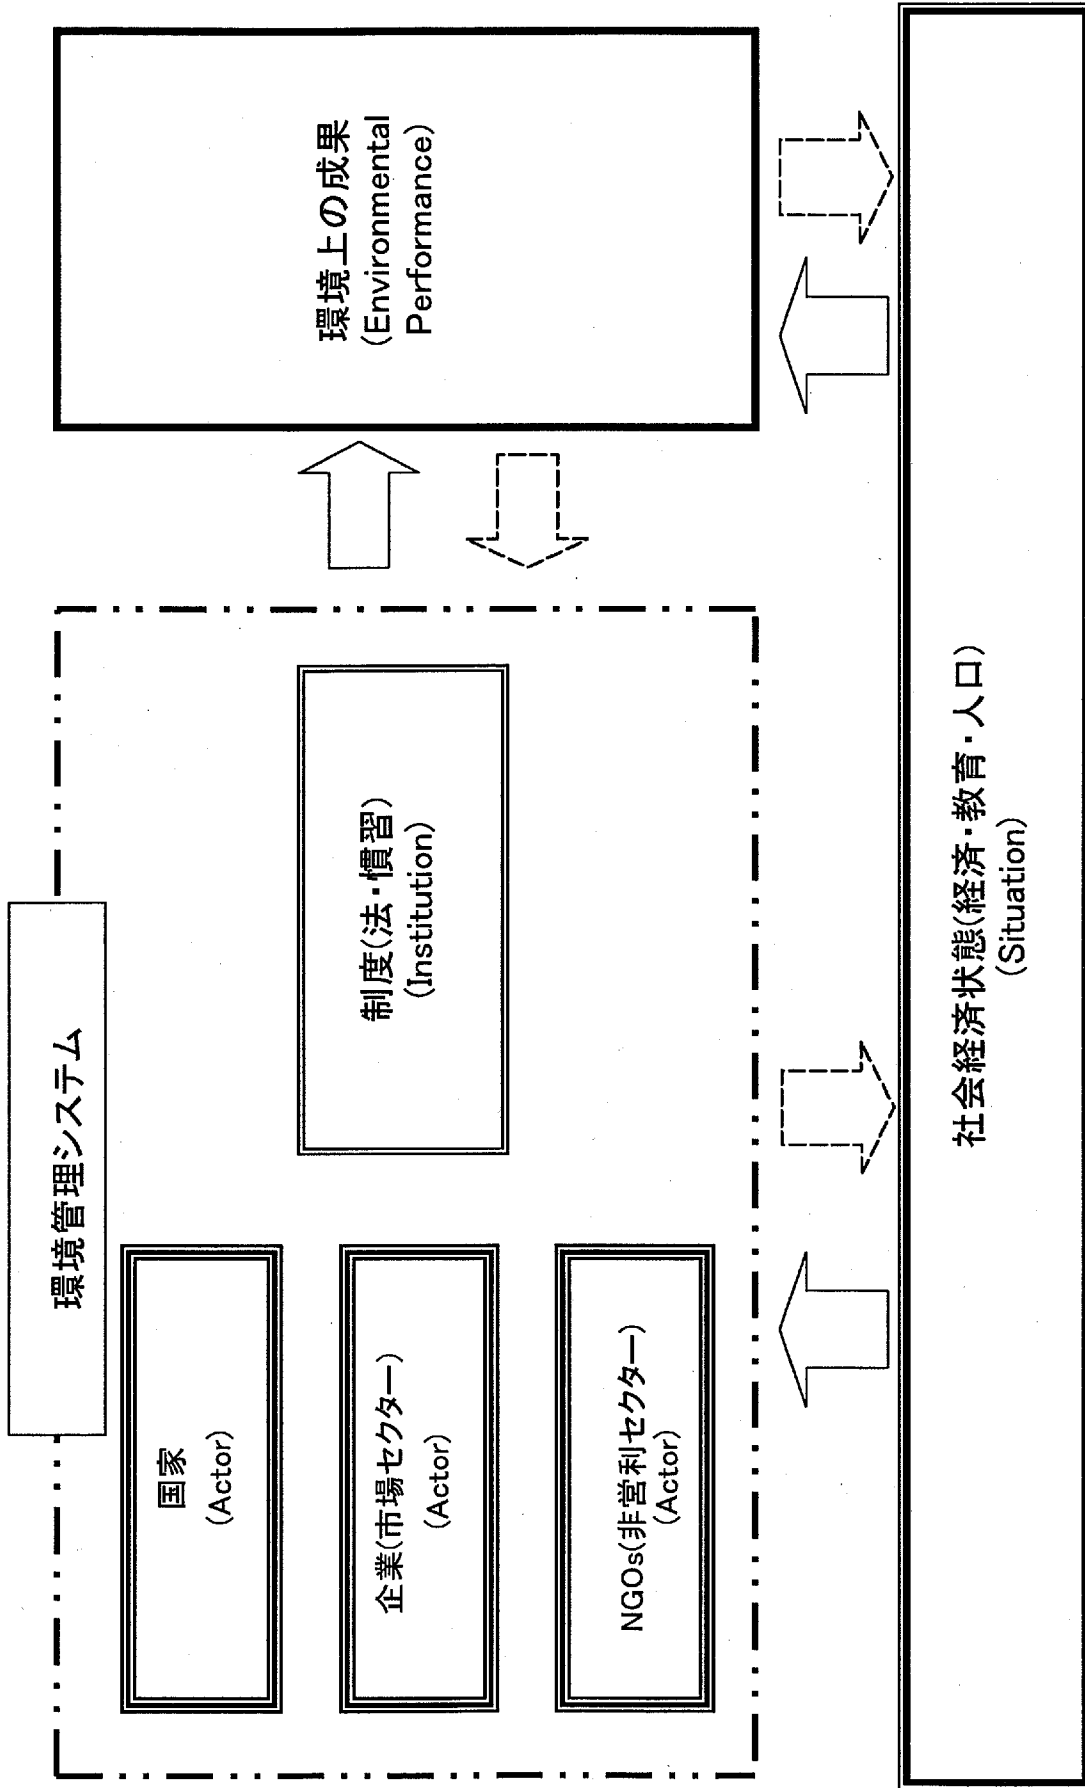 環境管理システム
国家
(Actor)
企業(市場セクター)
(Actor)
NGOs(非営利セクター)
(Actor)
制度(法・慣習)
(Institution)
環境上の成果
(Environmental
Performance)
社会経済状態(経済・教育・人口)
(Situation)